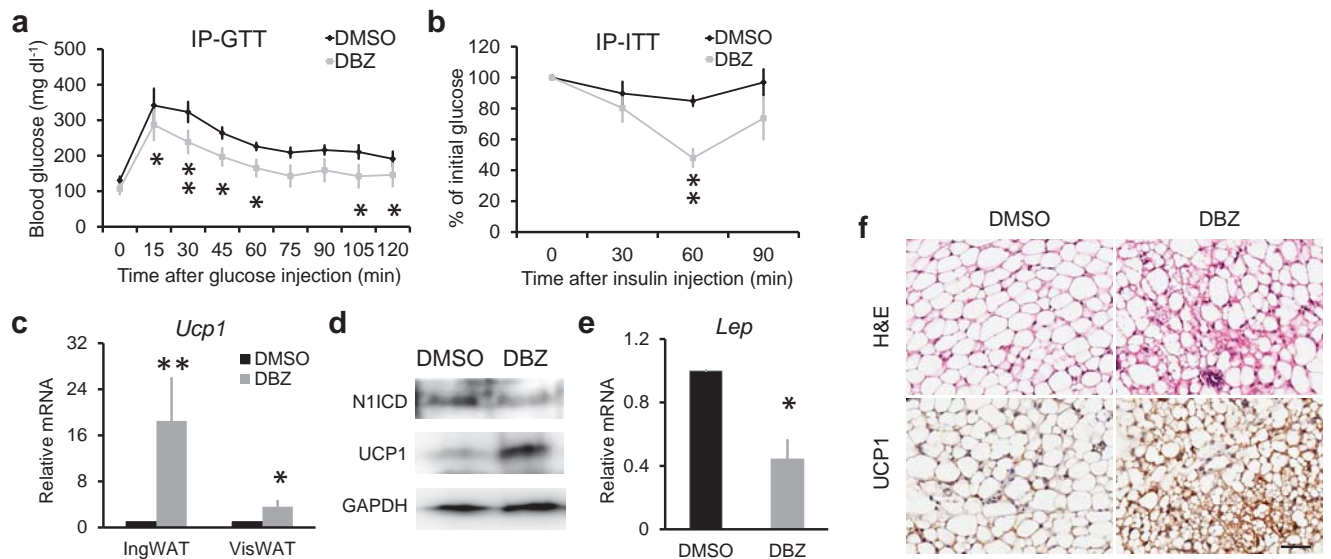 a
IP-GTT
DMSO
DBZ
Blood glucose (mg dl⁻¹)
500
400
300
200
100
0
* ** * * * *
0 15 30 45 60 75 90 105 120
Time after glucose injection (min)
b
IP-ITT
DMSO
DBZ
% of initial glucose
120
100
80
60
40
20
0
**
0 30 60 90
Time after insulin injection (min)
c
Ucp1
DMSO
DBZ
Relative mRNA
32
24
16
8
0
**
*
IngWAT VisWAT
d
DMSO DBZ
N1ICD
UCP1
GAPDH
e
Lep
Relative mRNA
1.2
0.8
0.4
0
*
DMSO DBZ
f
DMSO DBZ
H&E
UCP1